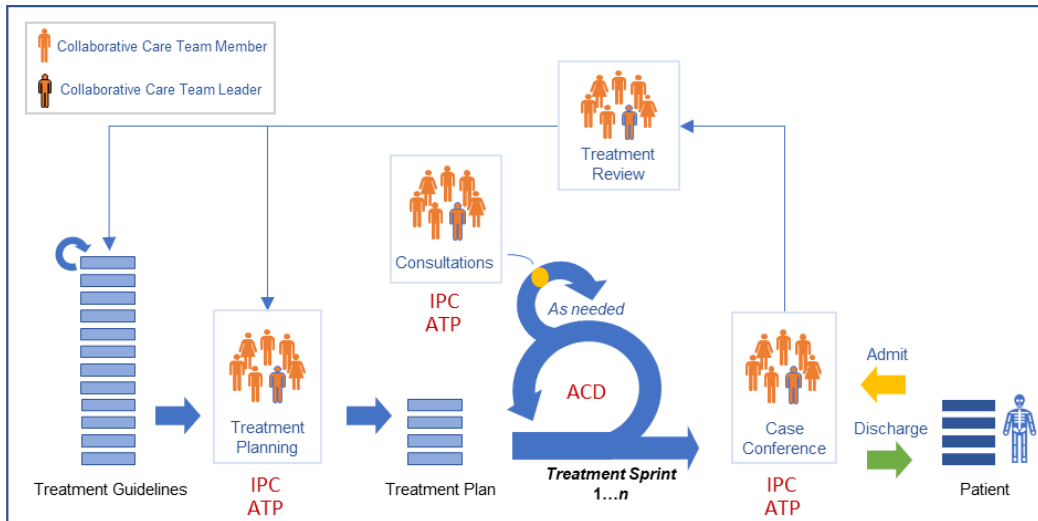 Collaborative Care Team Member
Collaborative Care Team Leader
Treatment
Review
Consultations
IPC
ATP
As needed
ACD
Treatment
Planning
IPC
ATP
Case
Conference
IPC
ATP
Admit
Discharge
Treatment Guidelines
Treatment Plan
Treatment Sprint
1…n
Patient